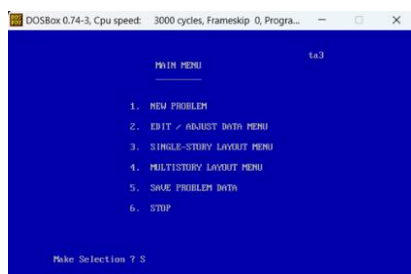 DOSBox 0.74-3, Cpu speed: 3000 cycles, Frameskip 0, Progra...
ta3
MAIN MENU
1. NEW PROBLEM
2. EDIT / ADJUST DATA MENU
3. SINGLE-STORY LAYOUT MENU
4. MULTISTORY LAYOUT MENU
5. SAVE PROBLEM DATA
6. STOP
Make Selection ? S